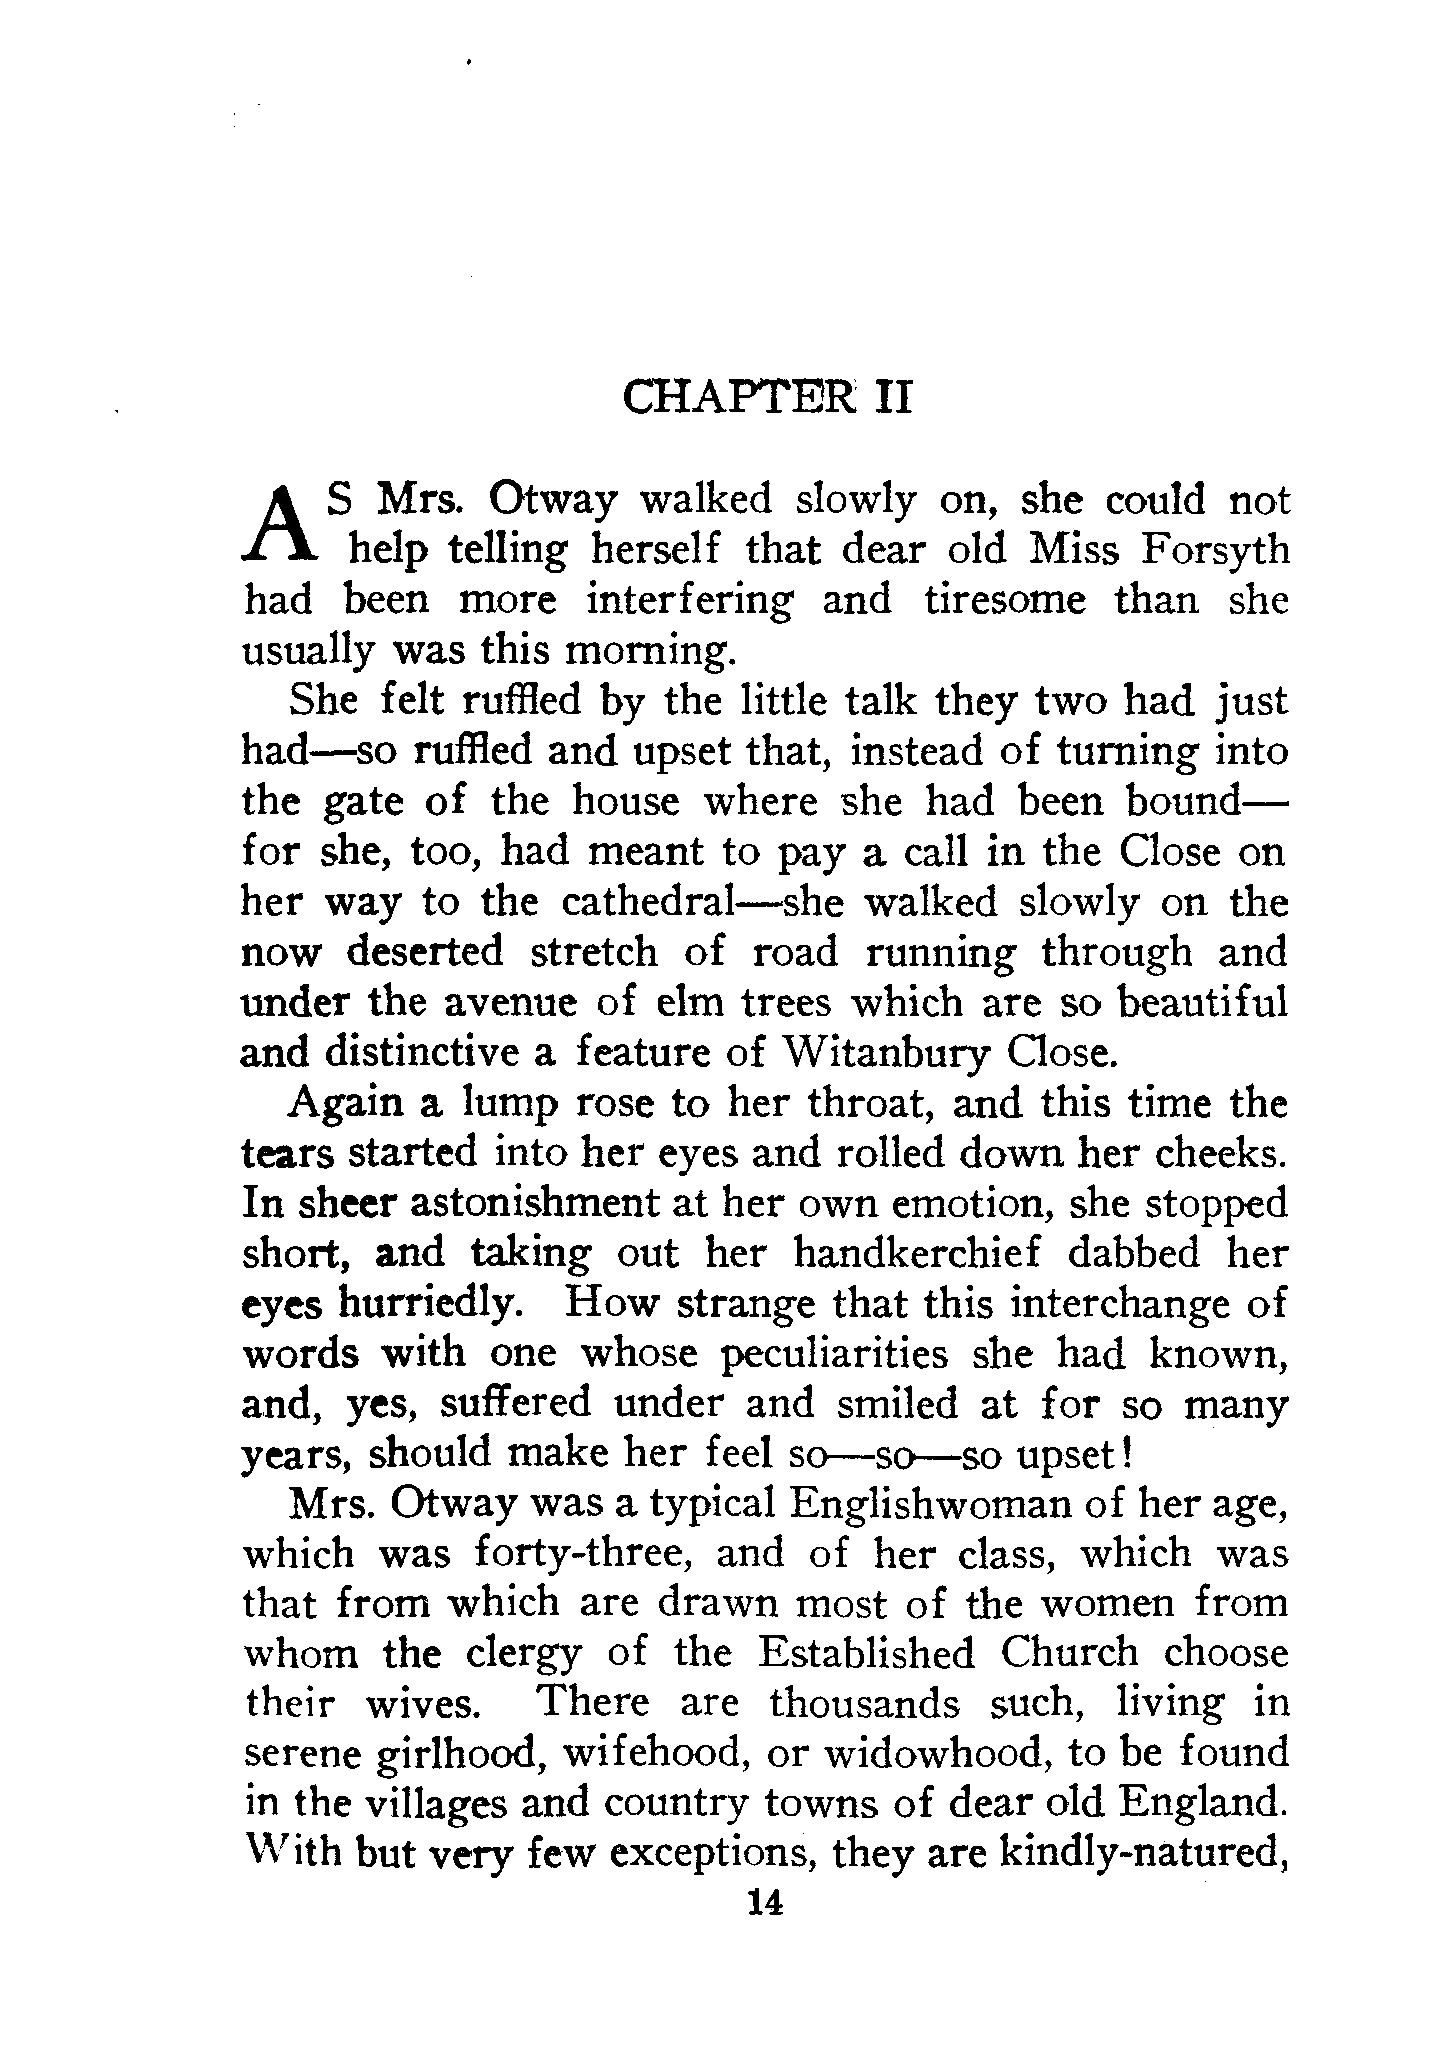 CHAPTER II
AS Mrs. Otway walked slowly on, she could not
help telling herself that dear old Miss Forsyth
had been more interfering and tiresome than she
usually was this morning.
She felt ruffled by the little talk they two had just
had—so ruffled and upset that, instead of turning into
the gate of the house where she had been bound—
for she, too, had meant to pay a call in the Close on
her way to the cathedral—she walked slowly on the
now deserted stretch of road running through and
under the avenue of elm trees which are so beautiful
and distinctive a feature of Witanbury Close.
Again a lump rose to her throat, and this time the
tears started into her eyes and rolled down her cheeks.
In sheer astonishment at her own emotion, she stopped
short, and taking out her handkerchief dabbed her
eyes hurriedly. How strange that this interchange of
words with one whose peculiarities she had known,
and, yes, suffered under and smiled at for so many
years, should make her feel so—so—so upset!
Mrs. Otway was a typical Englishwoman of her age,
which was forty-three, and of her class, which was
that from which are drawn most of the women from
whom the clergy of the Established Church choose
their wives. There are thousands such, living in
serene girlhood, wifehood, or widowhood, to be found
in the villages and country towns of dear old England.
With but very few exceptions, they are kindly-natured,
14